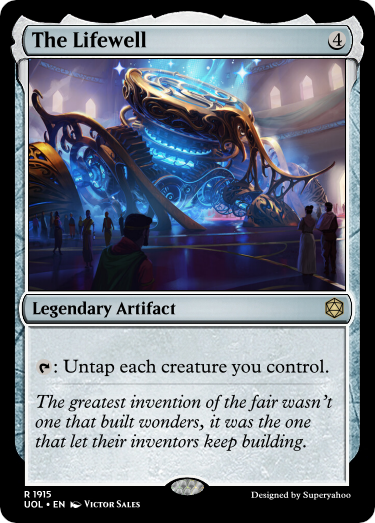 The Lifewell
4
Legendary Artifact
: Untap each creature you control.
The greatest invention of the fair wasn't
one that built wonders, it was the one
that let their inventors keep building.
R 1915
UOL • EN VICTOR SALES
Designed by Superyahoo